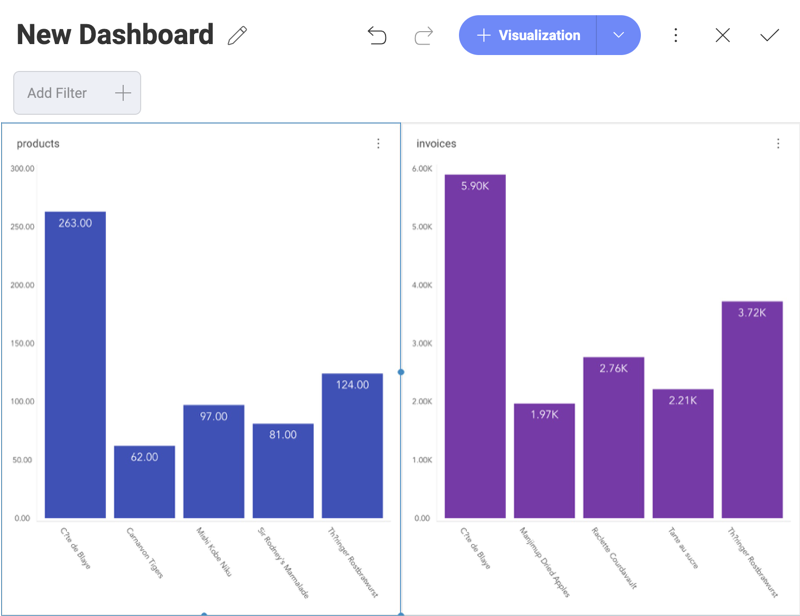 New Dashboard
Visualization
Add Filter
products
300.00
250.00
200.00
150.00
100.00
50.00
0.00
263.00
62.00
97.00
81.00
124.00
C?te de Blaye
Carnarvon Tigers
Mishi Kobe Niku
Sir Rodney's Marmalade
Th?ringer Rostbratwurst
invoices
6.00K
5.00K
4.00K
3.00K
2.00K
1.00K
0.00
5.90K
1.97K
2.76K
2.21K
3.72K
C?te de Blaye
Manjimup Dried Apples
Raclette Courdavault
Tarte au sucre
Th?ringer Rostbratwurst